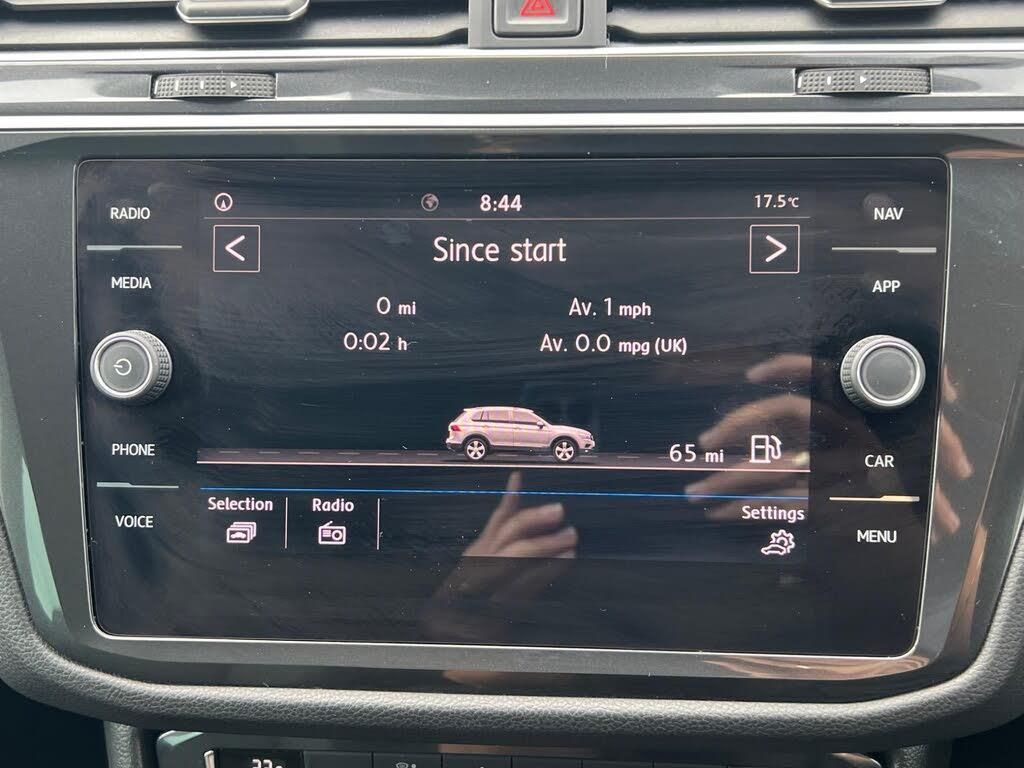 RADIO
MEDIA
PHONE
VOICE
8:44
17.5°C
Since start
0 mi
Av. 1 mph
0:02 h
Av. 0.0 mpg (UK)
65 mi
Selection
Radio
Settings
NAV
APP
CAR
MENU